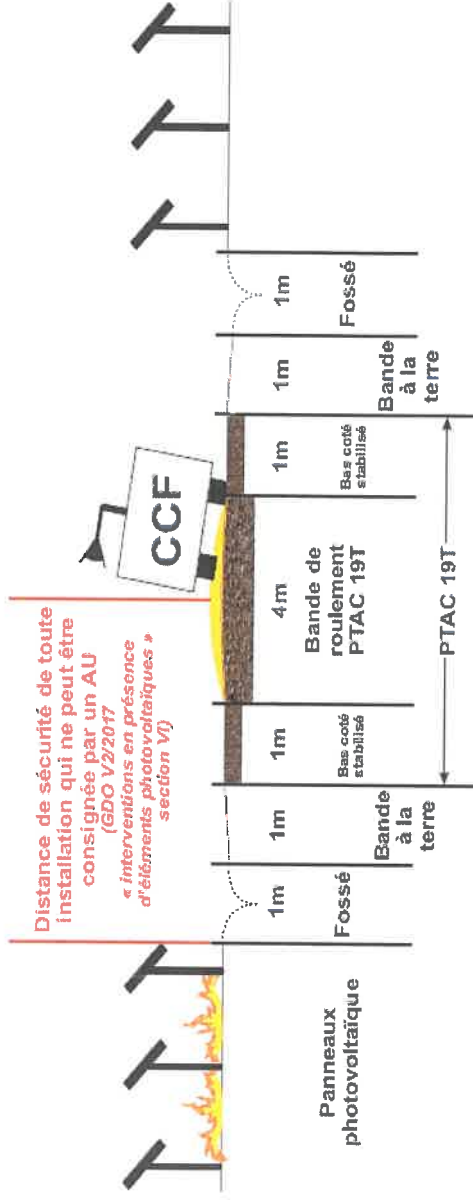 Distance de sécurité de toute
installation qui ne peut être
consignée par un AU
(GDO V2/2017
« interventions en présence
d'éléments photovoltaïques »
section VI)
CCF
1m
1m
1m
4m
1m
1m
1m
Fossé
Bande
à la
terre
Bas coté
stabilisé
Bande de
roulement
PTAC 19T
Bas coté
stabilisé
Bande
à la
terre
Fossé
Panneaux
photovoltaïque
PTAC 19T